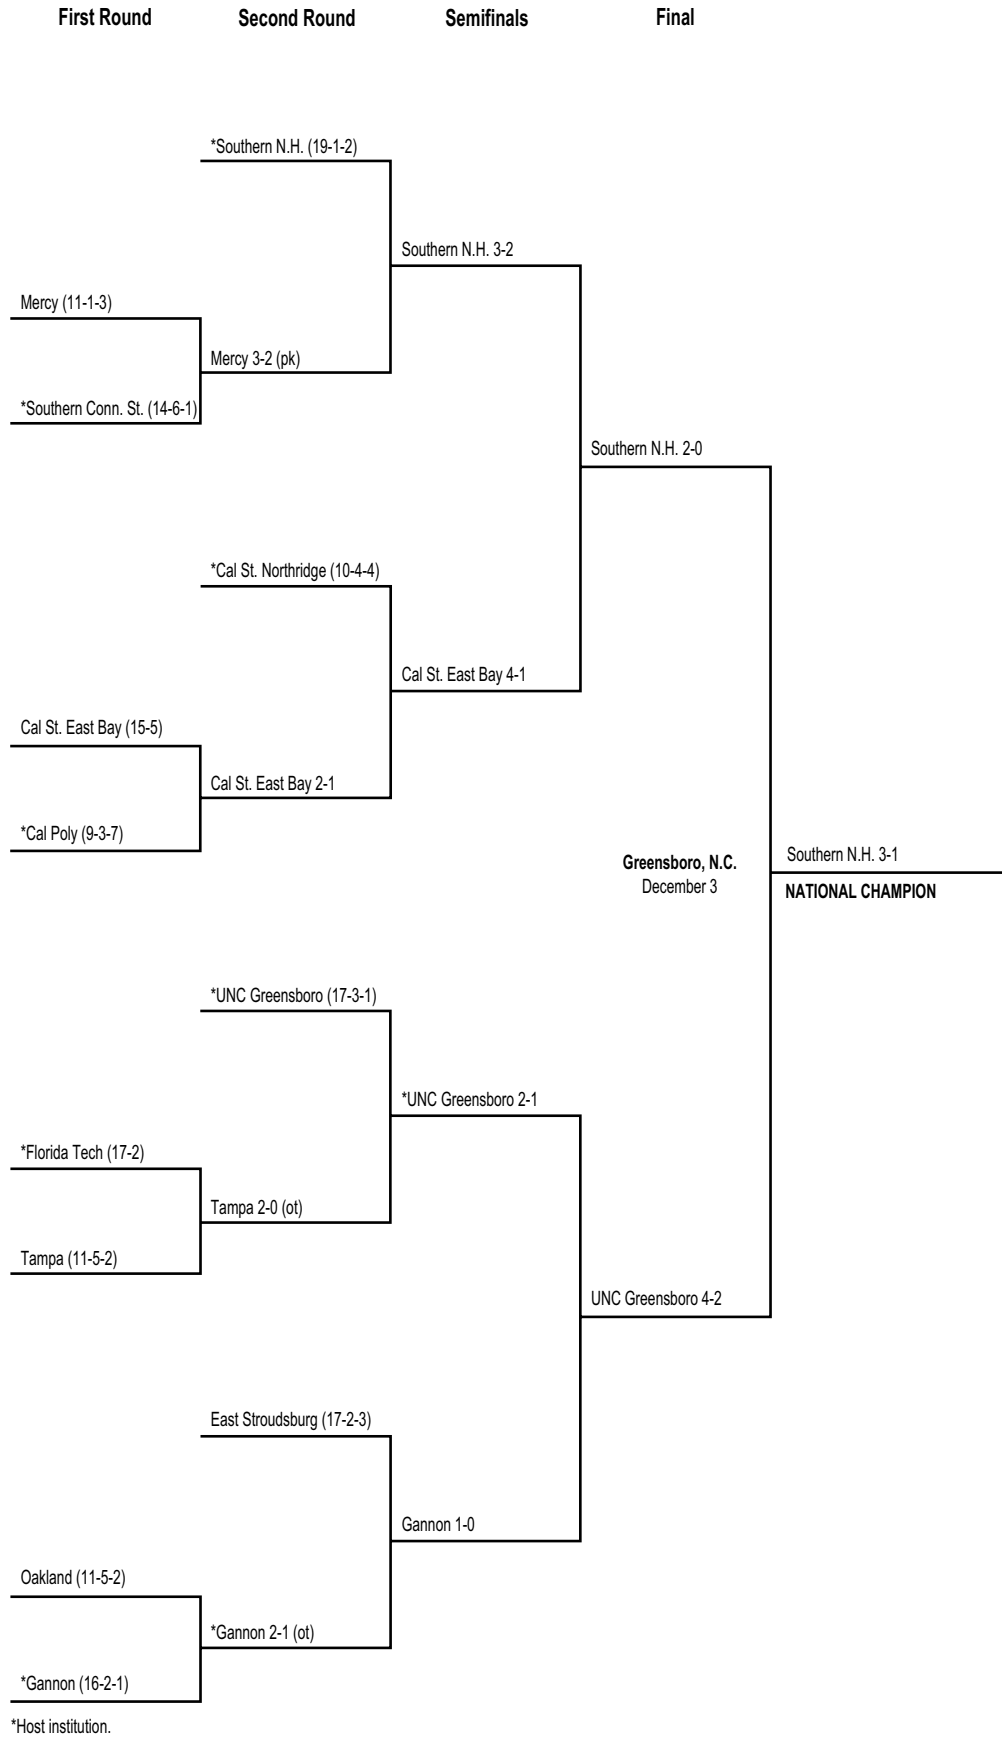 First Round Second Round Semifinals Final
*Southern N.H. (19-1-2)
Southern N.H. 3-2
Mercy (11-1-3)
Mercy 3-2 (pk)
*Southern Conn. St. (14-6-1)
Southern N.H. 2-0
*Cal St. Northridge (10-4-4)
Cal St. East Bay 4-1
Cal St. East Bay (15-5)
Cal St. East Bay 2-1
*Cal Poly (9-3-7)
Southern N.H. 3-1
Greensboro, N.C.
December 3
NATIONAL CHAMPION
*UNC Greensboro (17-3-1)
*UNC Greensboro 2-1
*Florida Tech (17-2)
Tampa 2-0 (ot)
Tampa (11-5-2)
UNC Greensboro 4-2
East Stroudsburg (17-2-3)
Gannon 1-0
Oakland (11-5-2)
*Gannon 2-1 (ot)
*Gannon (16-2-1)
*Host institution.